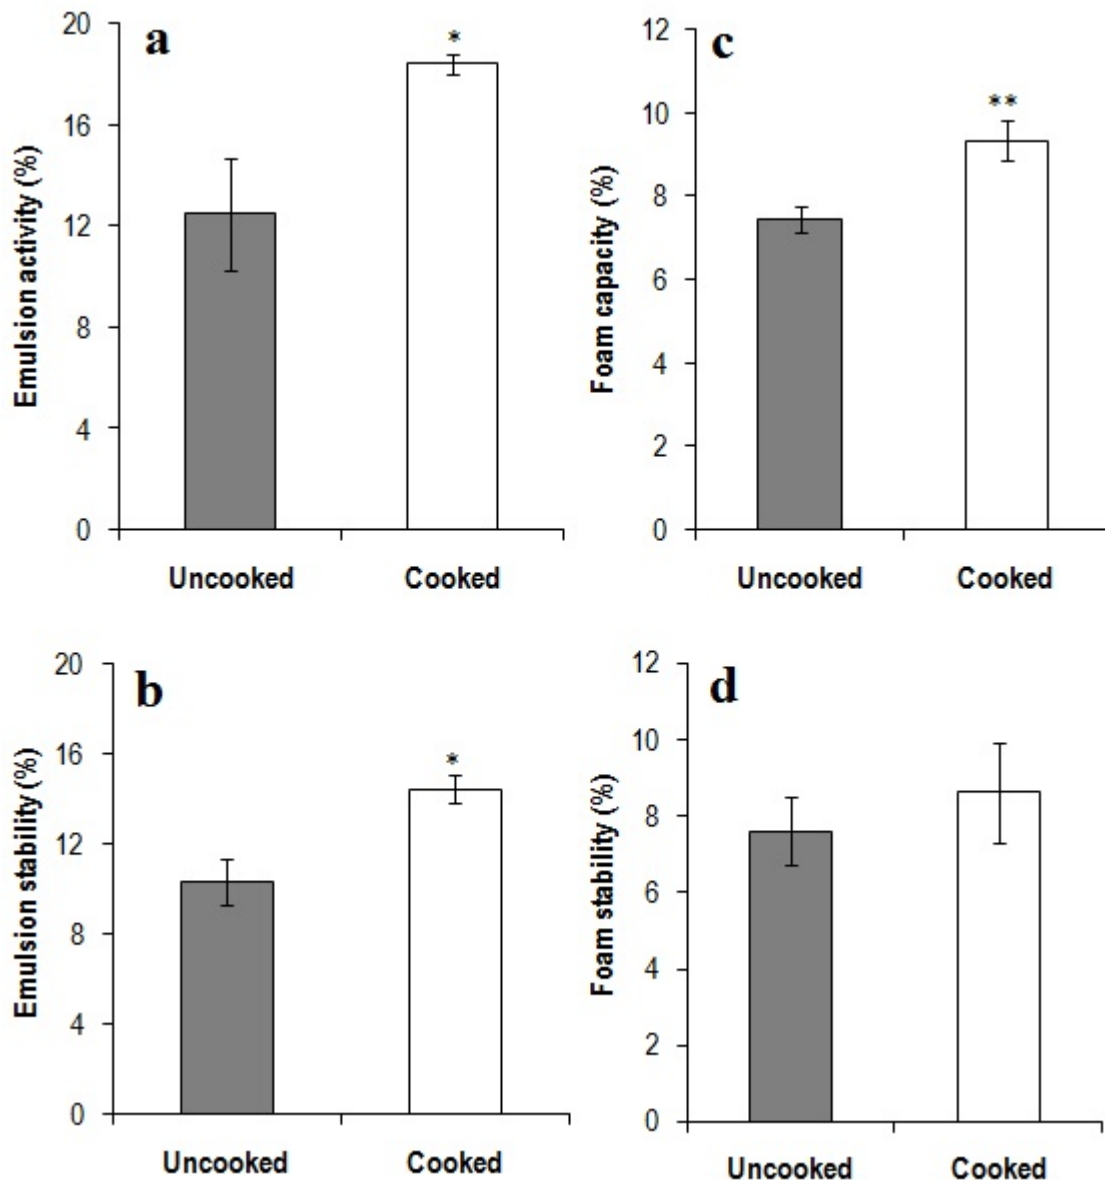 a
Emulsion activity (%)
20
16
12
8
4
0
*
Uncooked Cooked
c
Foam capacity (%)
12
10
8
6
4
2
0
**
Uncooked Cooked
b
Emulsion stability (%)
20
16
12
8
4
0
*
Uncooked Cooked
d
Foam stability (%)
12
10
8
6
4
2
0
Uncooked Cooked